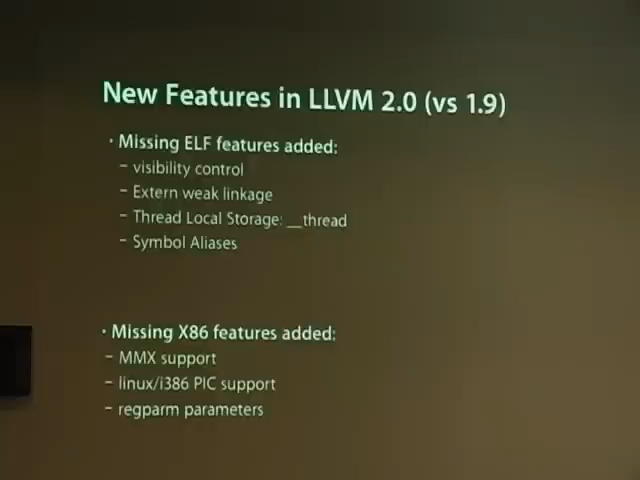 New Features in LLVM 2.0 (vs 1.9)
• Missing ELF features added:
– visibility control
– Extern weak linkage
– Thread Local Storage: __thread
– Symbol Aliases
• Missing X86 features added:
– MMX support
– linux/i386 PIC support
– regparm parameters